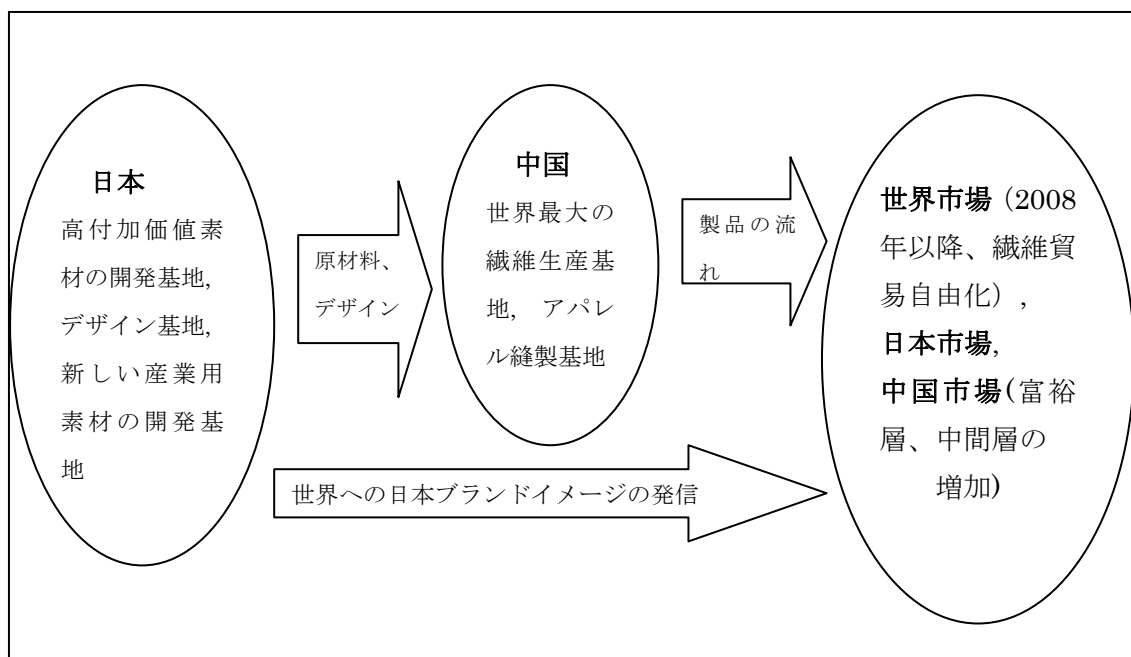 日本
高付加価値素
材の開発基地,
デザイン基地,
新しい産業用
素材の開発基
地
原材料、
デザイン
中国
世界最大の
繊維生産基
地, アパレ
ル縫製基地
製品の流
れ
世界市場（2008
年以降、繊維貿
易自由化）,
日本市場,
中国市場(富裕
層、中間層の
増加)
世界への日本ブランドイメージの発信